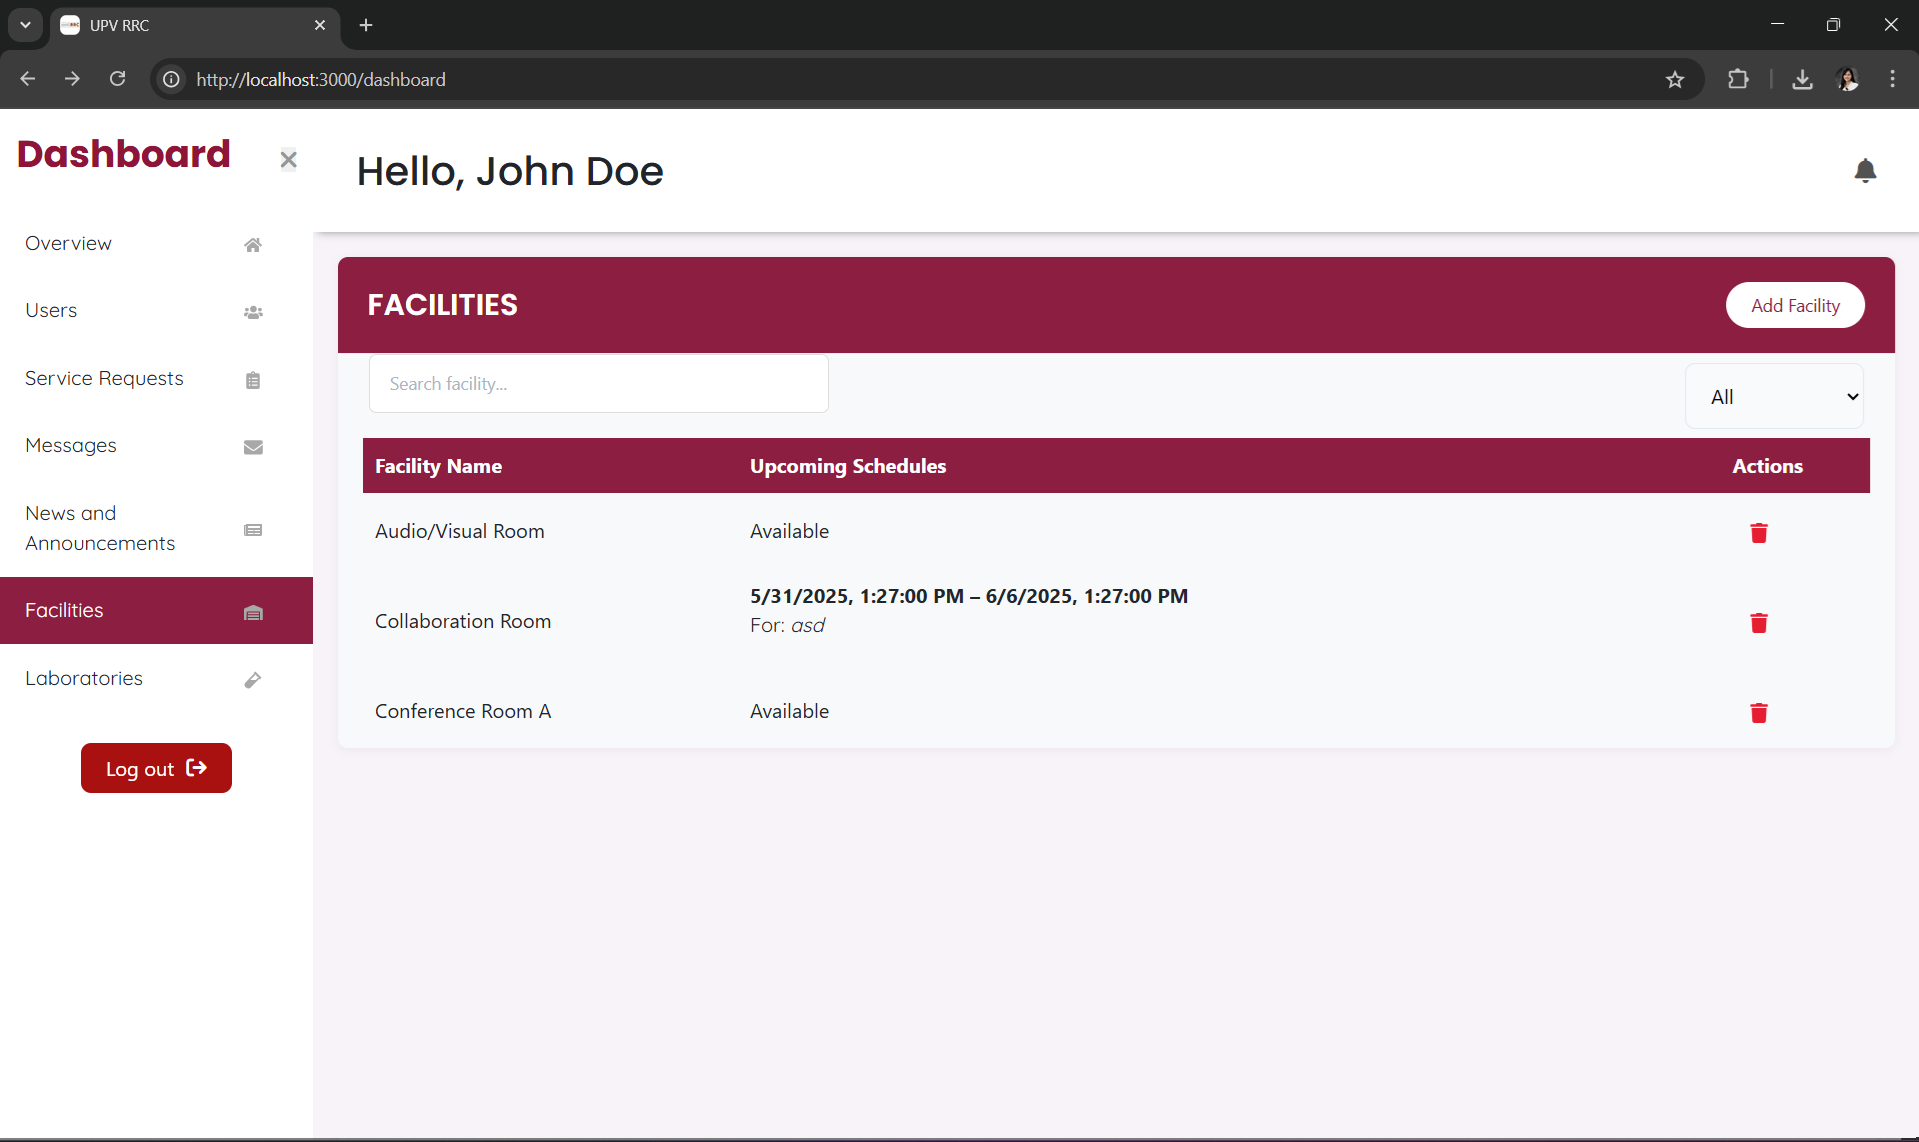 UPV RRC
http://localhost:3000/dashboard
Dashboard
Hello, John Doe
Overview
Users
Service Requests
Messages
News and
Announcements
Facilities
Laboratories
Log out
FACILITIES
Add Facility
Search facility...
All
Facility Name Upcoming Schedules Actions
Audio/Visual Room Available
Collaboration Room 5/31/2025, 1:27:00 PM – 6/6/2025, 1:27:00 PM
For: asd
Conference Room A Available